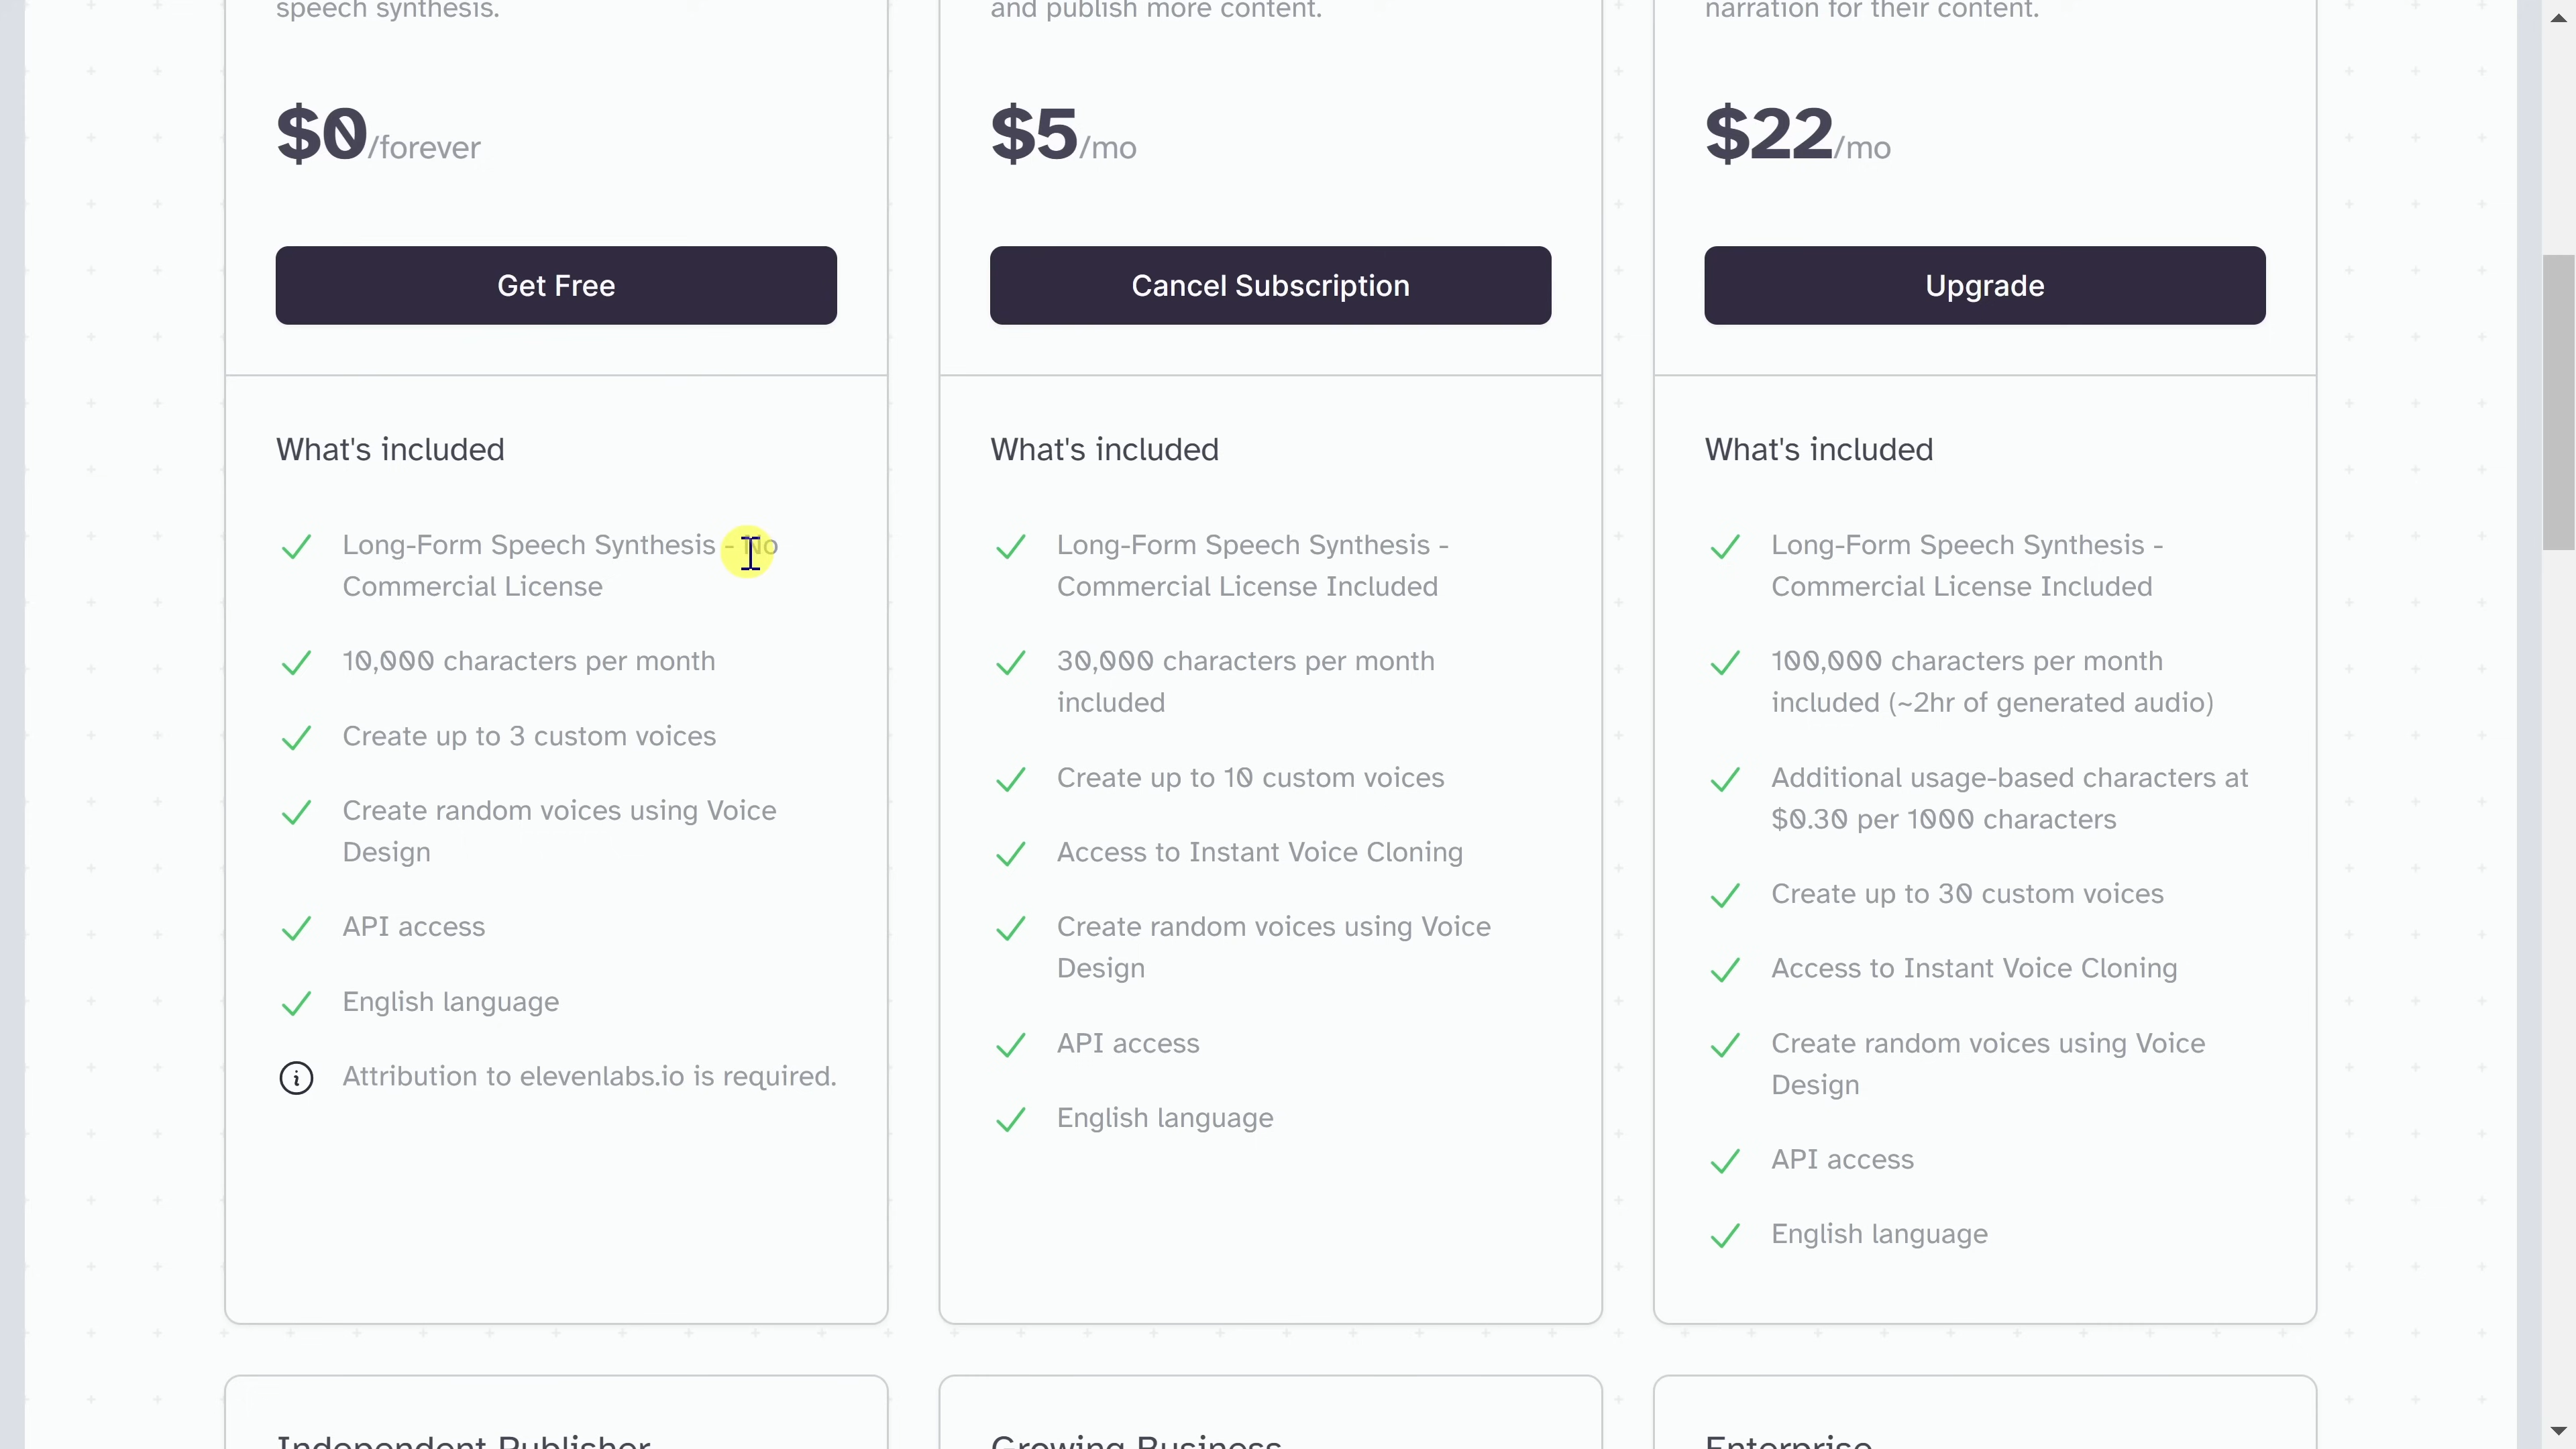 speech synthesis.
$0/forever
Get Free
What's included
Long-Form Speech Synthesis - No
Commercial License
10,000 characters per month
Create up to 3 custom voices
Create random voices using Voice
Design
API access
English language
Attribution to elevenlabs.io is required.
and publish more content.
$5/mo
Cancel Subscription
What's included
Long-Form Speech Synthesis -
Commercial License Included
30,000 characters per month
included
Create up to 10 custom voices
Access to Instant Voice Cloning
Create random voices using Voice
Design
API access
English language
narration for their content.
$22/mo
Upgrade
What's included
Long-Form Speech Synthesis -
Commercial License Included
100,000 characters per month
included (~2hr of generated audio)
Additional usage-based characters at
$0.30 per 1000 characters
Create up to 30 custom voices
Access to Instant Voice Cloning
Create random voices using Voice
Design
API access
English language
Independent Publisher
Growing Business
Enterprise